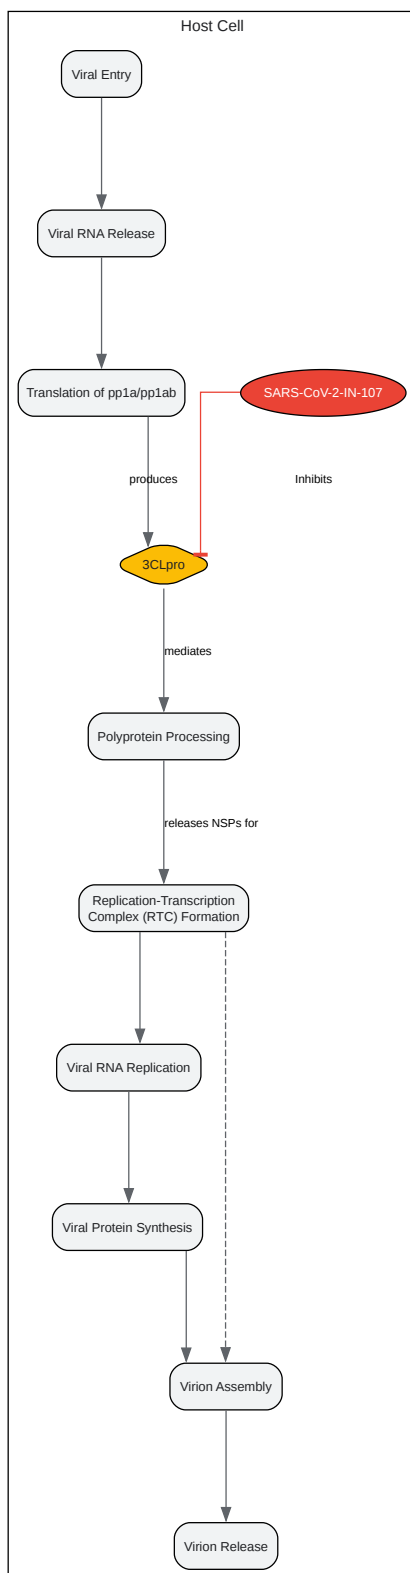 Host Cell
Viral Entry
Viral RNA Release
Translation of pp1a/pp1ab
SARS-CoV-2-IN-107
produces
Inhibits
3CLpro
mediates
Polyprotein Processing
releases NSPs for
Replication-Transcription
Complex (RTC) Formation
Viral RNA Replication
Viral Protein Synthesis
Virion Assembly
Virion Release